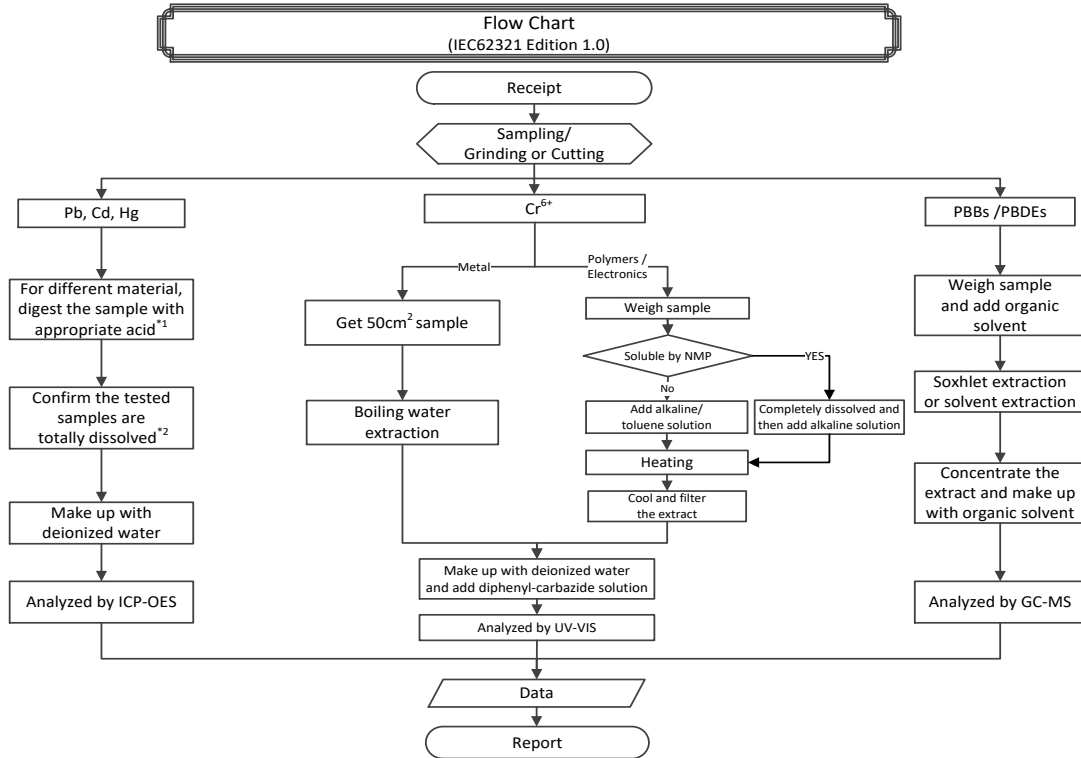 Flow Chart
(IEC62321 Edition 1.0)
Receipt
Sampling/
Grinding or Cutting
Pb, Cd, Hg
For different material,
digest the sample with
appropriate acid*1
Confirm the tested
samples are
totally dissolved*2
Make up with
deionized water
Analyzed by ICP-OES
Cr6+
Metal
Get 50cm2 sample
Boiling water
extraction
Polymers /
Electronics
Weigh sample
Soluble by NMP
YES
No
Add alkaline/
toluene solution
Completely dissolved and
then add alkaline solution
Heating
Cool and filter
the extract
Make up with deionized water
and add diphenyl-carbazide solution
Analyzed by UV-VIS
PBBs /PBDEs
Weigh sample
and add organic
solvent
Soxhlet extraction
or solvent extraction
Concentrate the
extract and make up
with organic solvent
Analyzed by GC-MS
Data
Report